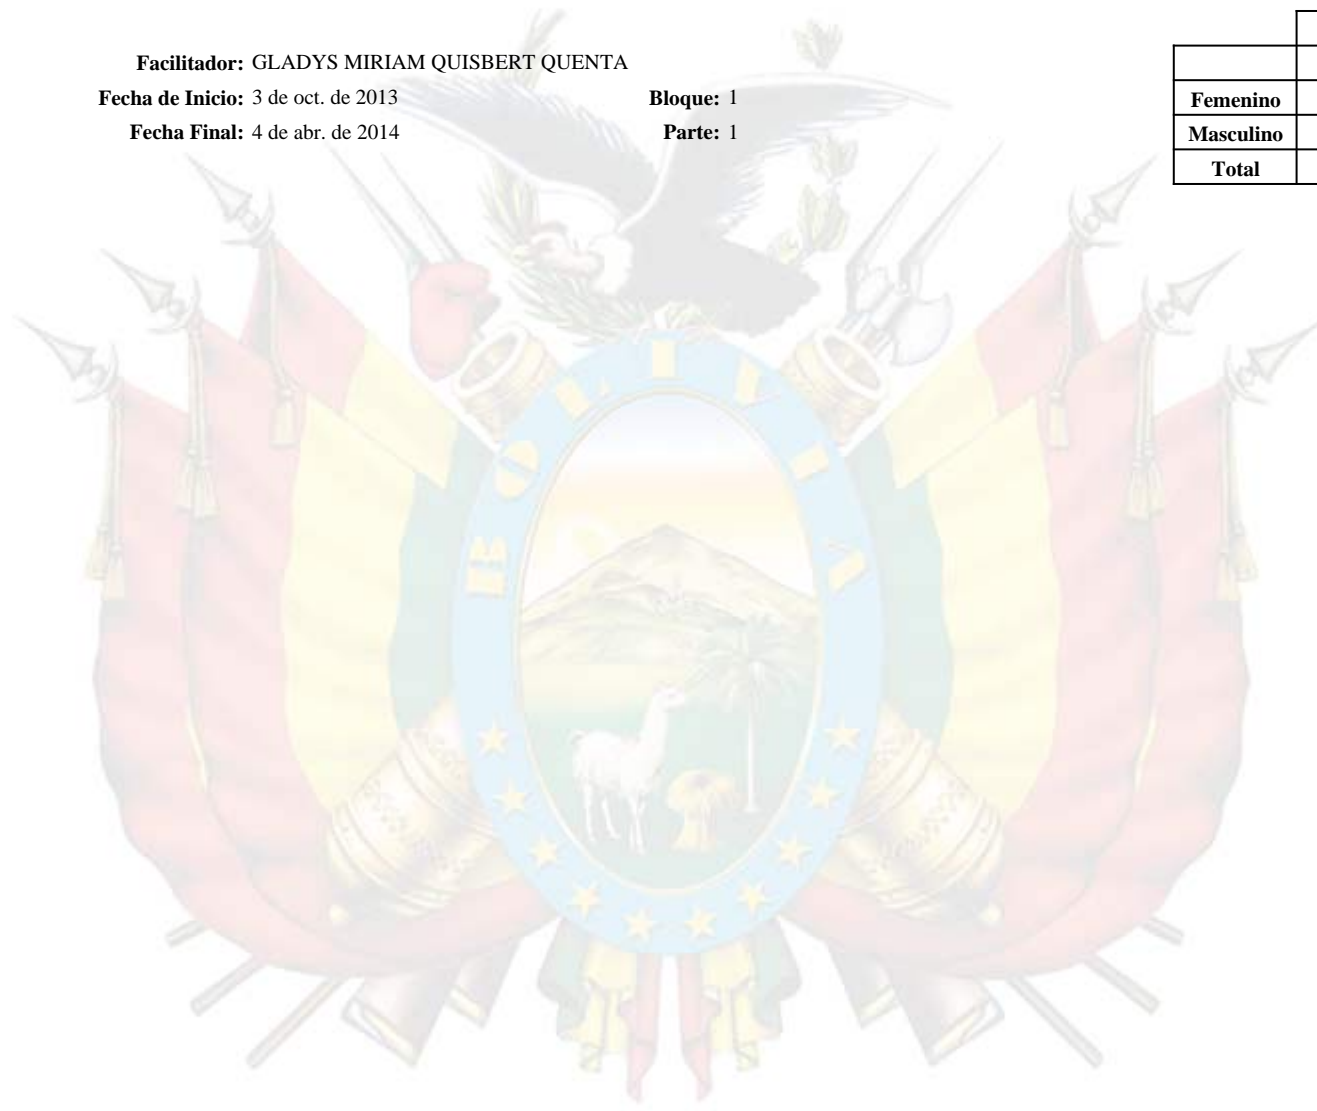 Facilitador: GLADYS MIRIAM QUISBERT QUENTA
Fecha de Inicio: 3 de oct. de 2013 Bloque: 1
Fecha Final: 4 de abr. de 2014 Parte: 1
Femenino
Masculino
Total
BOLIVIA